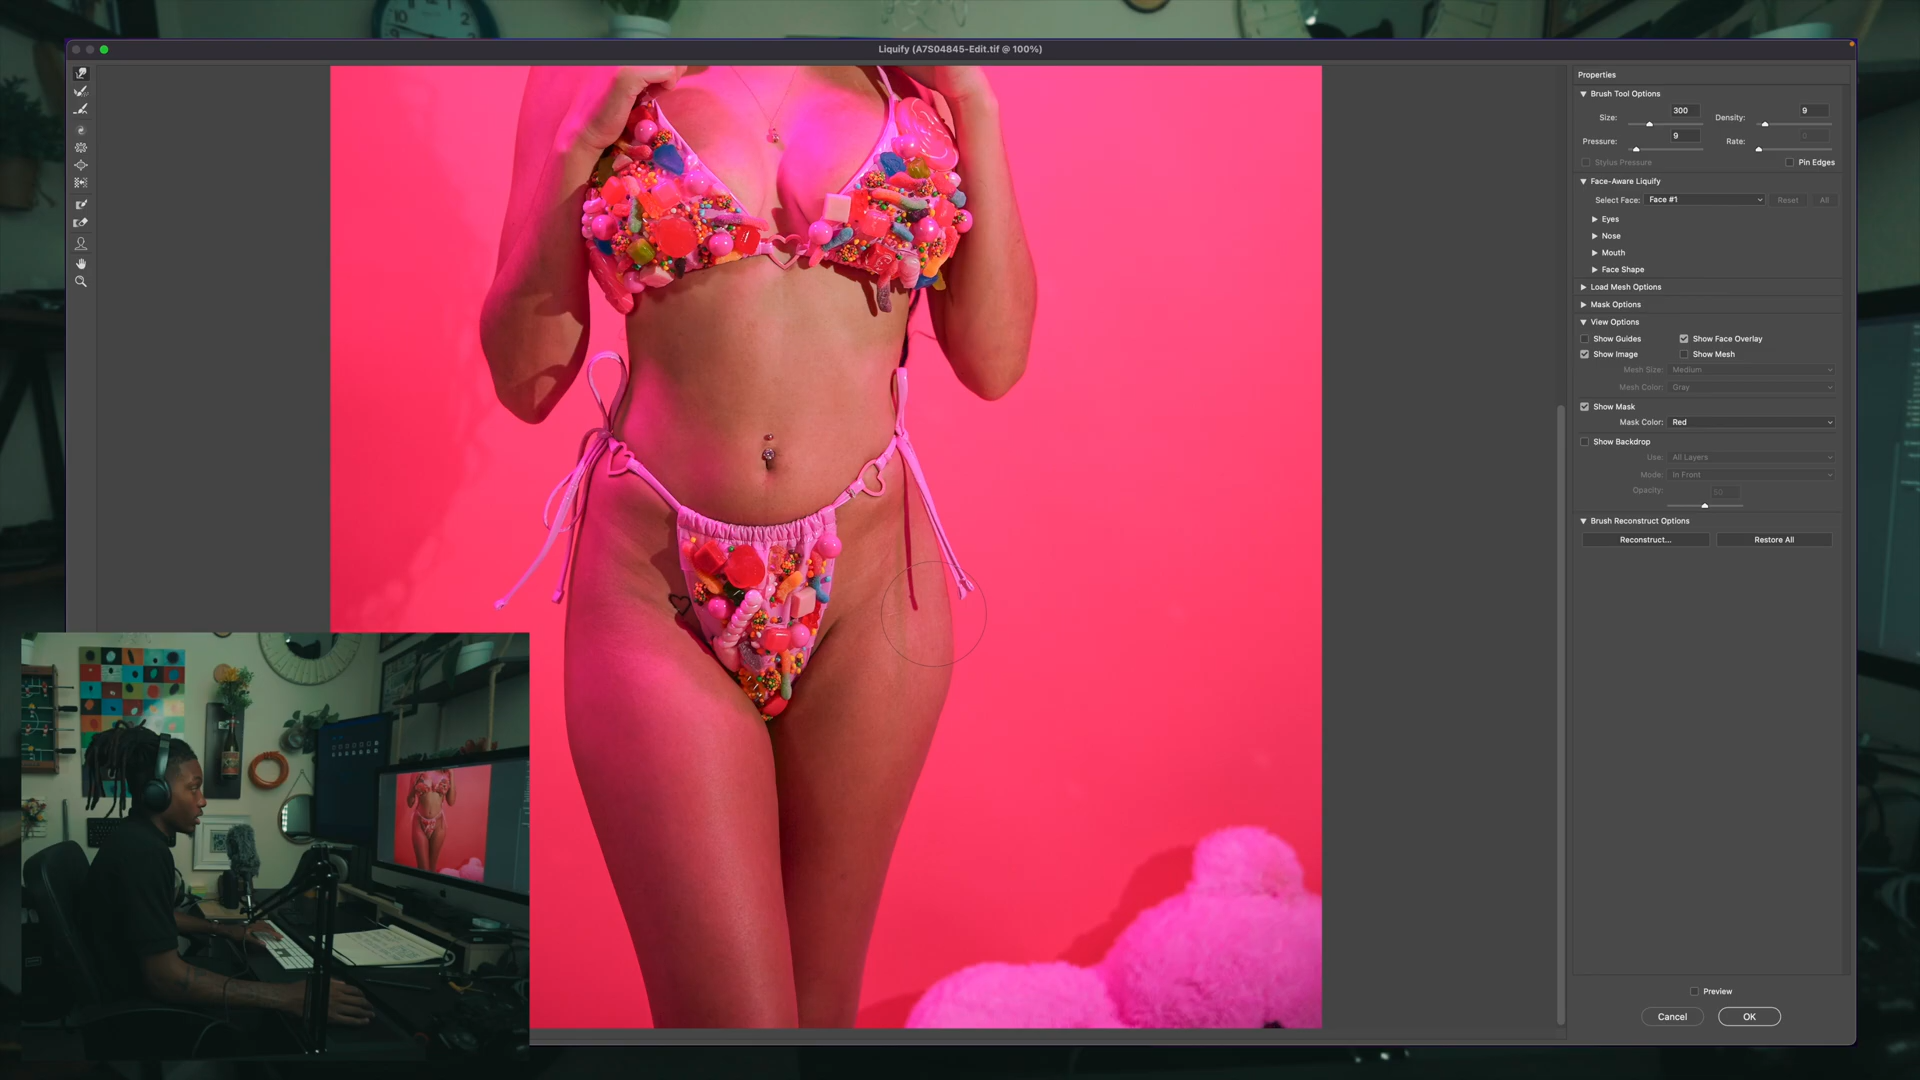 Liquify (A7S04845-Edit.tif @ 100%)
Properties
Brush Tool Options
Size: 300 Density: 9
Pressure: 9 Rate: 0
Stylus Pressure Pin Edges
Face-Aware Liquify
Select Face: Face #1 Reset All
Eyes
Nose
Mouth
Face Shape
Load Mesh Options
Mask Options
View Options
Show Guides Show Face Overlay
Show Image Show Mesh
Mesh Size: Medium
Mesh Color: Gray
Show Mask
Mask Color: Red
Show Backdrop
Use: All Layers
Mode: In Front
Opacity: 50
Brush Reconstruct Options
Reconstruct... Restore All
Preview
Cancel OK